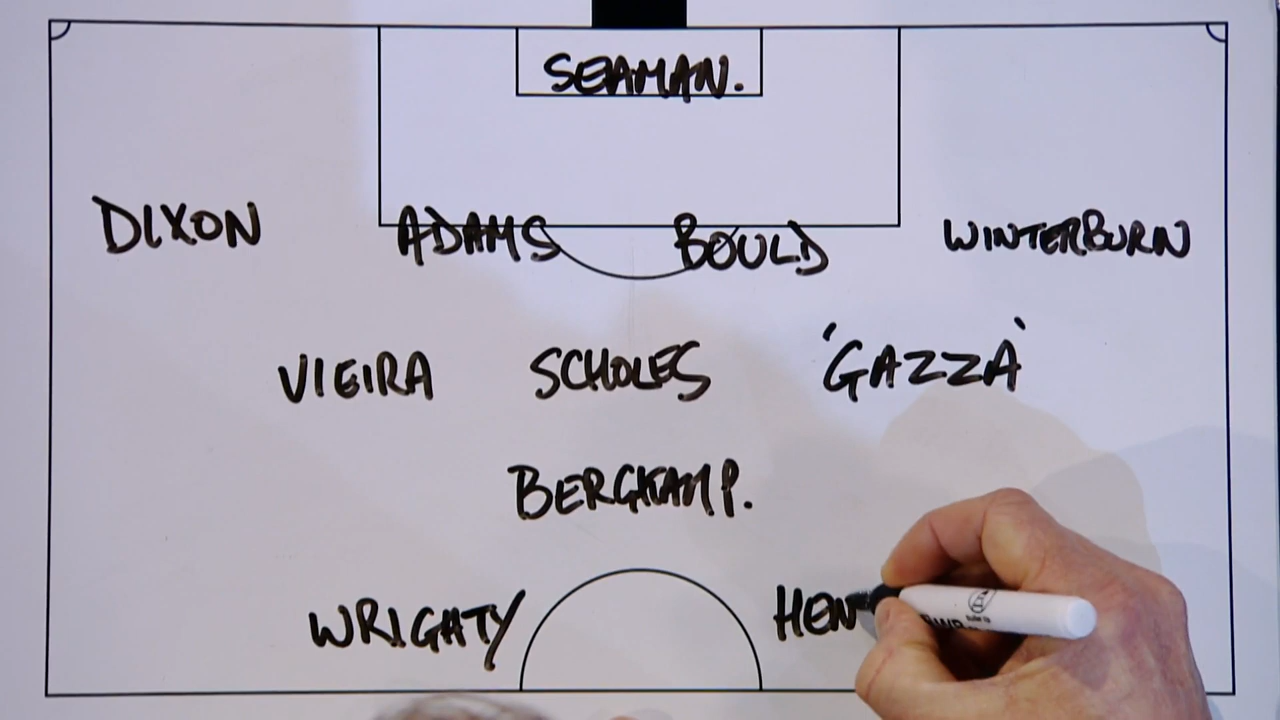 SEAMAN.
DIXON ADAMS BOULD WINTERBURN
VIEIRA SCHOLES 'GAZZA'
BERGKAMP.
WRIGHTY HEN